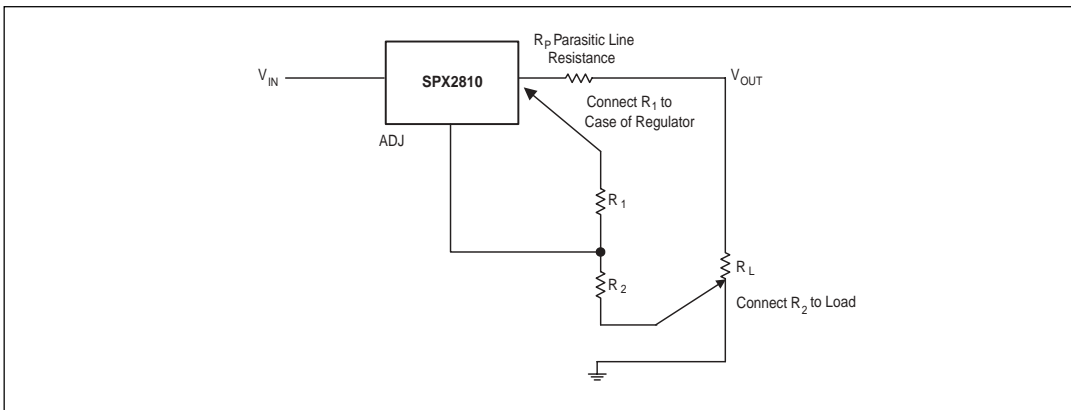 R_P Parasitic Line
Resistance
V_IN
SPX2810
V_OUT
Connect R_1 to
Case of Regulator
ADJ
R_1
R_2
R_L
Connect R_2 to Load